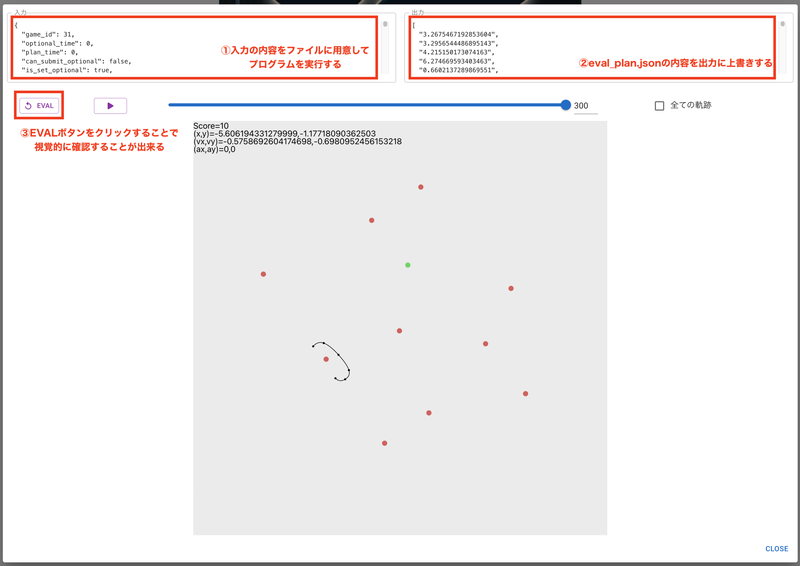 入力
{
"game_id": 31,
"optional_time": 0,
"plan_time": 0,
"can_submit_optional": false,
"is_set_optional": true,
①入力の内容をファイルに用意して
プログラムを実行する
出力
[
"3.2675467192853604",
"3.2956544486895143",
"4.215150173074163",
"6.274669593403463",
"0.6602137289869551",
②eval_plan.jsonの内容を出力に上書きする
EVAL
300
全ての軌跡
③EVALボタンをクリックすることで
視覚的に確認することが出来る
Score=10
(x,y)=-5.606194331279999,-1.17718090362503
(vx,vy)=-0.5758692604174698,-0.6980952456153218
(ax,ay)=0,0
CLOSE